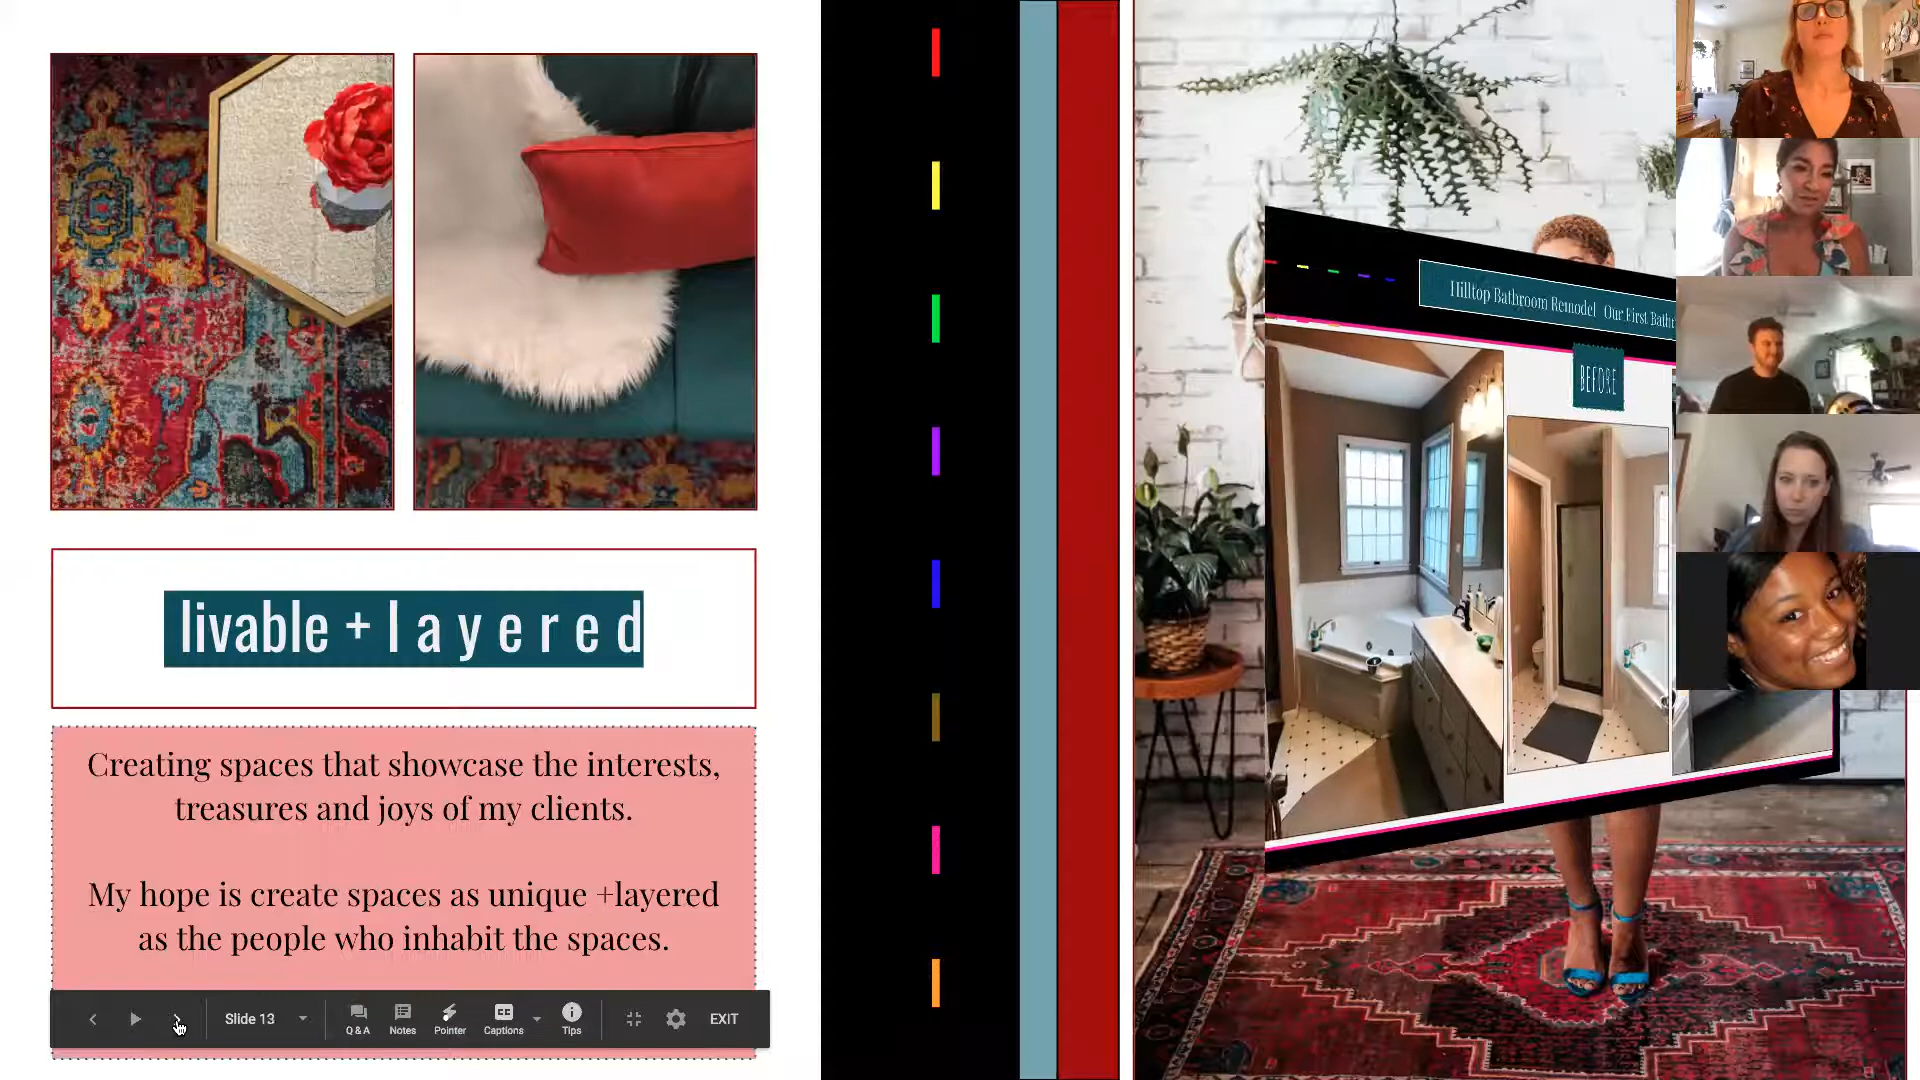 livable + l a y e r e d
Creating spaces that showcase the interests,
treasures and joys of my clients.
My hope is create spaces as unique +layered
as the people who inhabit the spaces.
Slide 13
Q & A
Notes
Pointer
Captions
Tips
EXIT
Hilltop Bathroom Remodel Our First
BEFORE